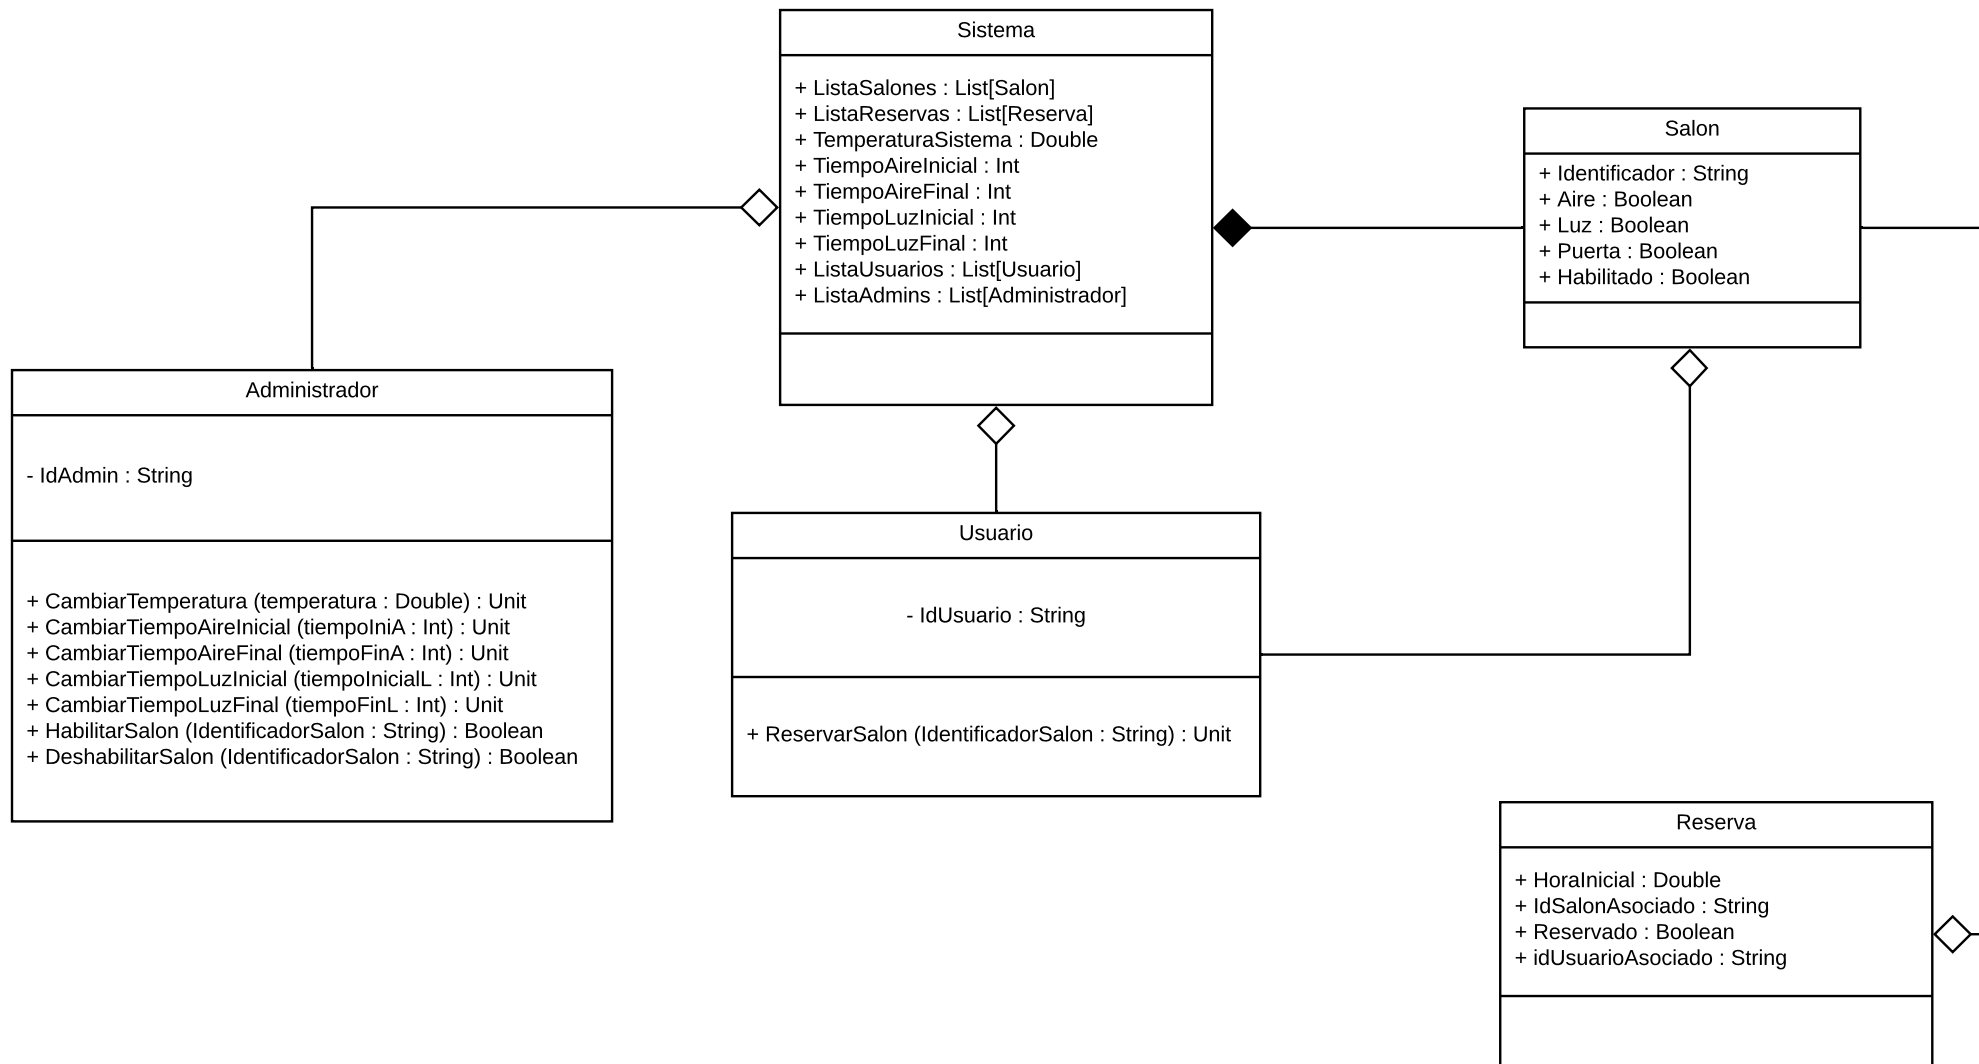 Sistema
+ ListaSalones : List[Salon]
+ ListaReservas : List[Reserva]
+ TemperaturaSistema : Double
+ TiempoAireInicial : Int
+ TiempoAireFinal : Int
+ TiempoLuzInicial : Int
+ TiempoLuzFinal : Int
+ ListaUsuarios : List[Usuario]
+ ListaAdmins : List[Administrador]
Salon
+ Identificador : String
+ Aire : Boolean
+ Luz : Boolean
+ Puerta : Boolean
+ Habilitado : Boolean
Administrador
- IdAdmin : String
+ CambiarTemperatura (temperatura : Double) : Unit
+ CambiarTiempoAireInicial (tiempoIniA : Int) : Unit
+ CambiarTiempoAireFinal (tiempoFinA : Int) : Unit
+ CambiarTiempoLuzInicial (tiempoInicialL : Int) : Unit
+ CambiarTiempoLuzFinal (tiempoFinL : Int) : Unit
+ HabilitarSalon (IdentificadorSalon : String) : Boolean
+ DeshabilitarSalon (IdentificadorSalon : String) : Boolean
Usuario
- IdUsuario : String
+ ReservarSalon (IdentificadorSalon : String) : Unit
Reserva
+ HoraInicial : Double
+ IdSalonAsociado : String
+ Reservado : Boolean
+ idUsuarioAsociado : String